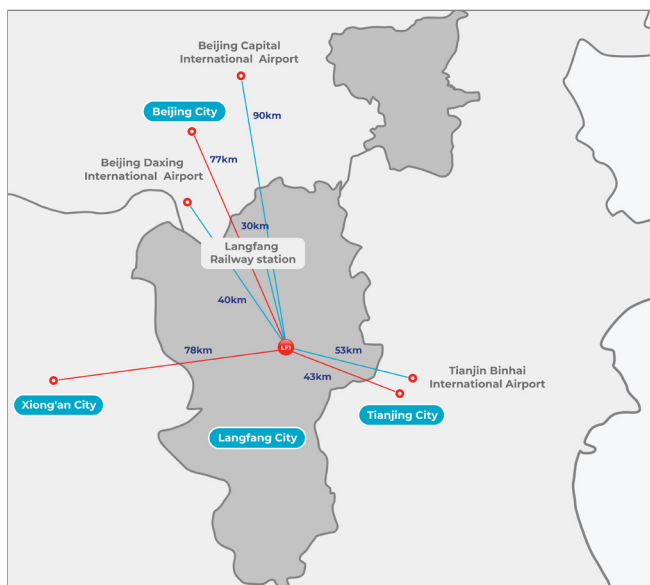 Beijing Capital
International Airport
Beijing City
90km
77km
Beijing Daxing
International Airport
30km
Langfang
Railway station
40km
LF1
78km
53km
43km
Tianjin Binhai
International Airport
Xiong'an City
Tianjing City
Langfang City